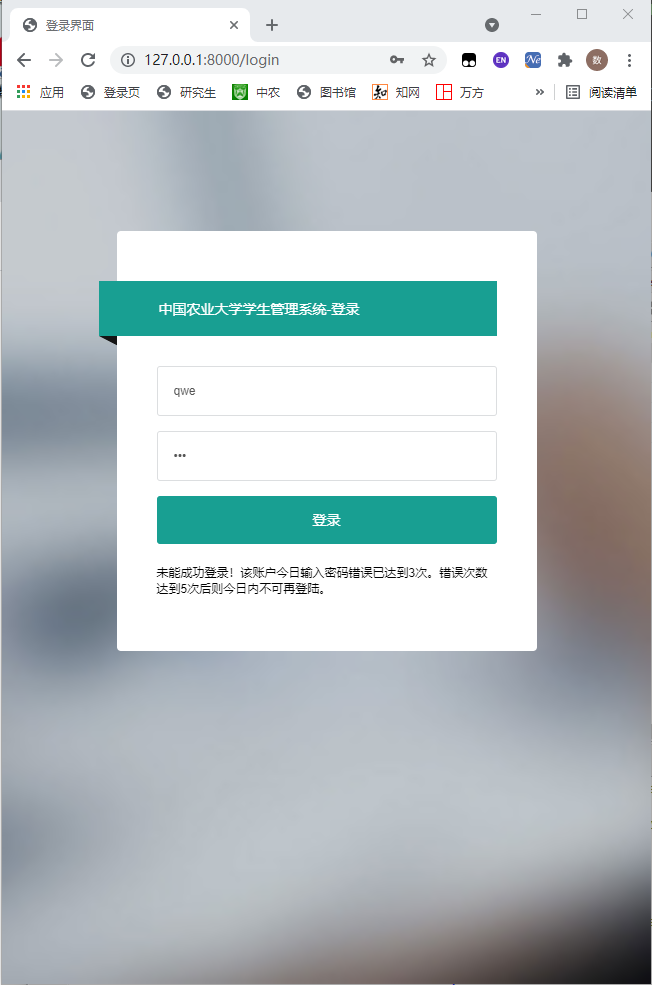 登录界面
127.0.0.1:8000/login
EN
Ne
数
应用
登录页
研究生
中农
图书馆
知
知网
万方
»
阅读清单
中国农业大学学生管理系统-登录
qwe
•••
登录
未能成功登录！该账户今日输入密码错误已达到3次。错误次数
达到5次后则今日内不可再登陆。